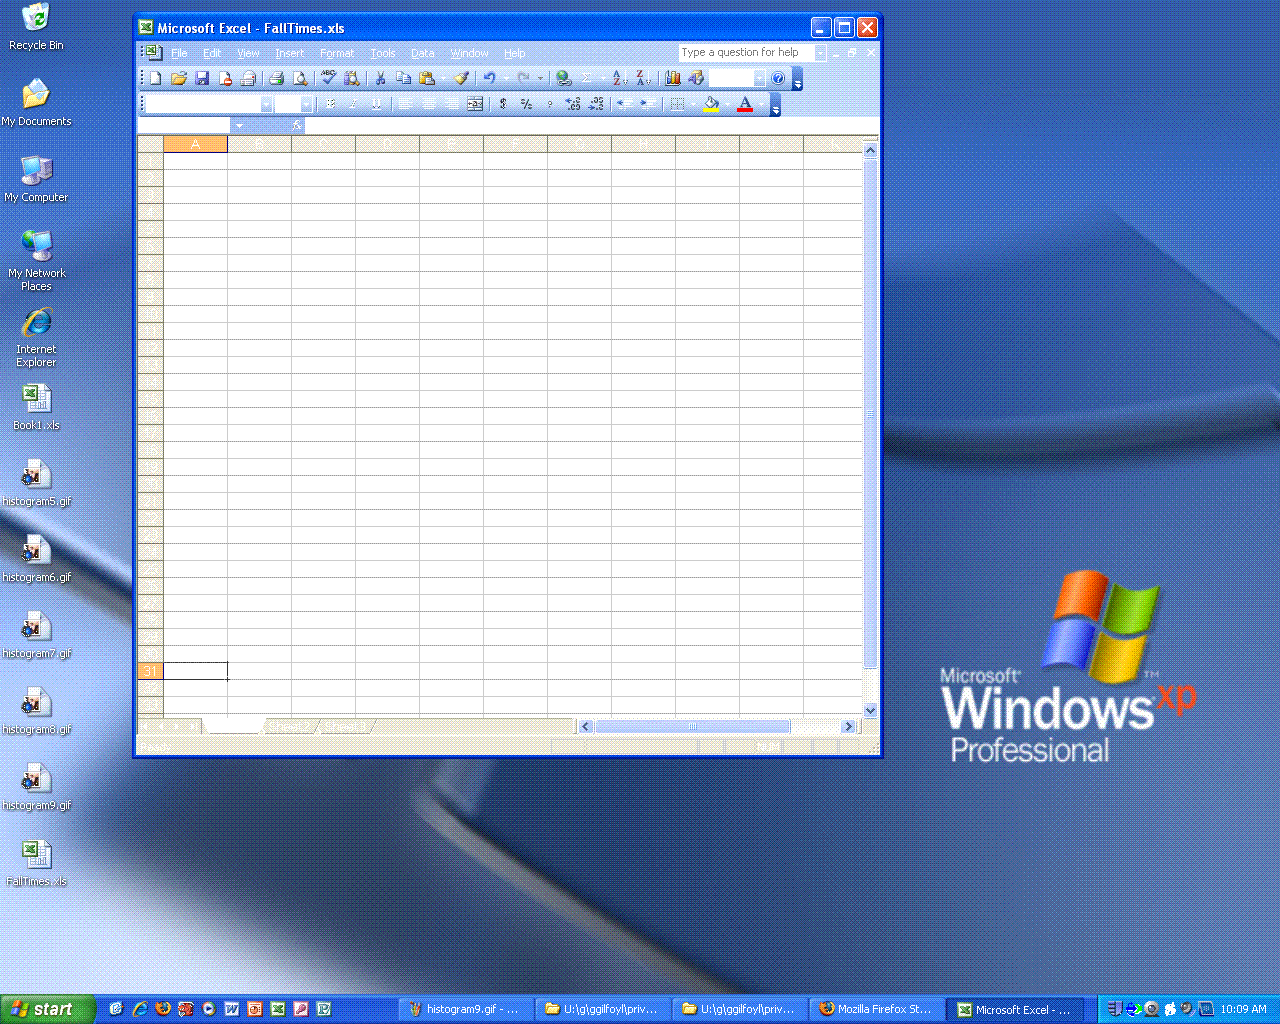 Recycle Bin
My Documents
My Computer
My Network
Places
Internet
Explorer
Book1.xls
histogram5.gif
histogram6.gif
histogram7.gif
histogram8.gif
histogram9.gif
FallTimes.xls
Microsoft Excel - FallTimes.xls
File Edit View Insert Format Tools Data Window Help
Type a question for help
A B C D E F G H I J K
31
Sheet2 Sheet3
Ready
NUM
Microsoft®
Windows xp™
Professional
start
histogram9.gif - ...
U:\g\ggilfoyl\priv...
U:\g\ggilfoyl\priv...
Mozilla Firefox St...
Microsoft Excel - ...
10:09 AM